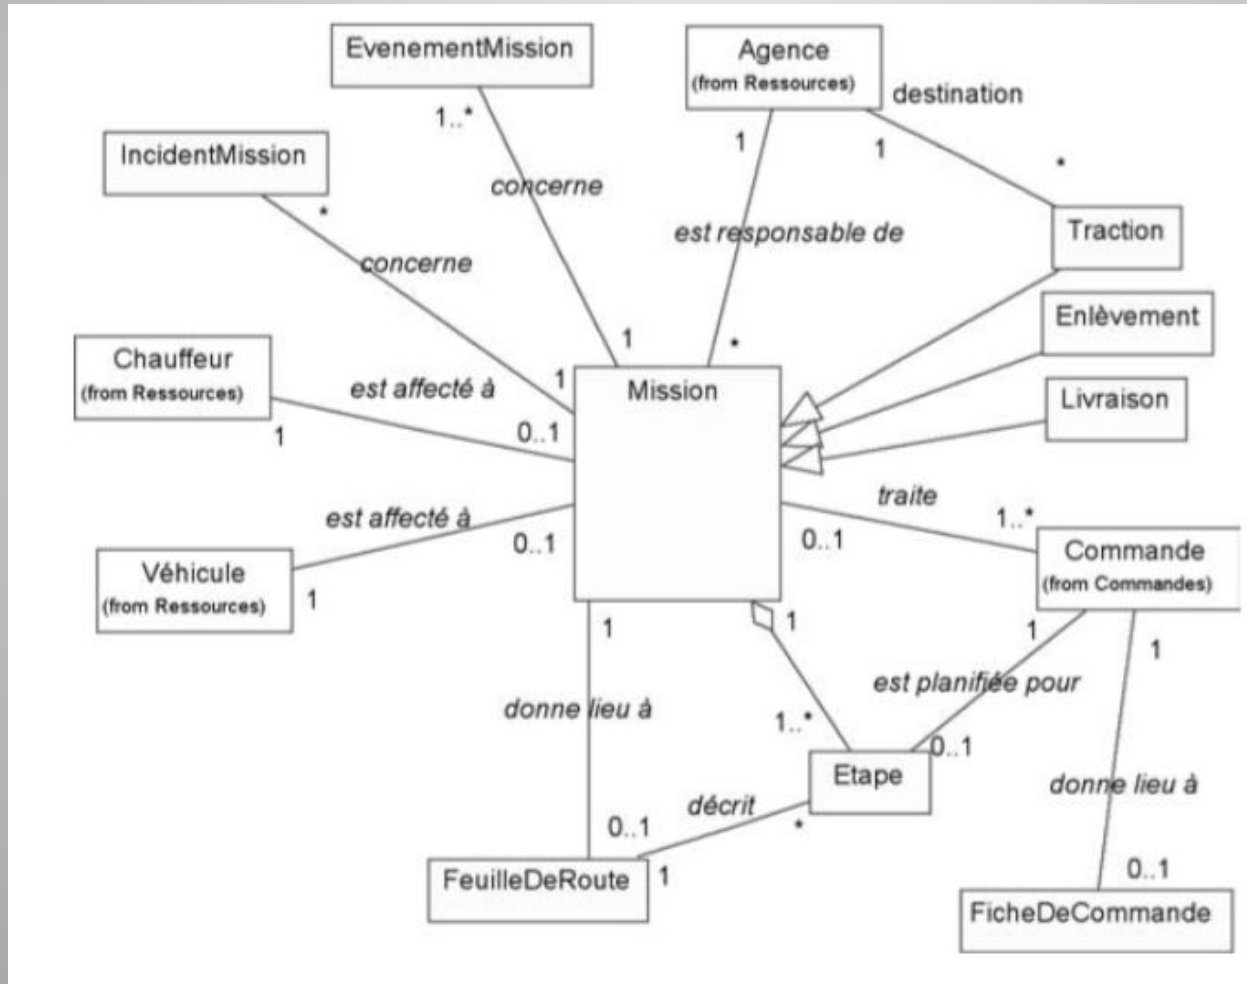 EvenementMission
Agence
(from Ressources)
destination
1..*
1
1
*
IncidentMission
*
concerne
est responsable de
Traction
concerne
Enlèvement
1
*
Chauffeur
(from Ressources)
est affecté à
1
Mission
Livraison
1
0..1
traite
1..*
est affecté à
0..1
0..1
Commande
(from Commandes)
Véhicule
(from Ressources)
1
1
1
1
1
est planifiée pour
donne lieu à
1..*
0..1
Etape
donne lieu à
décrit
0..1
*
FeuilleDeRoute
1
0..1
FicheDeCommande